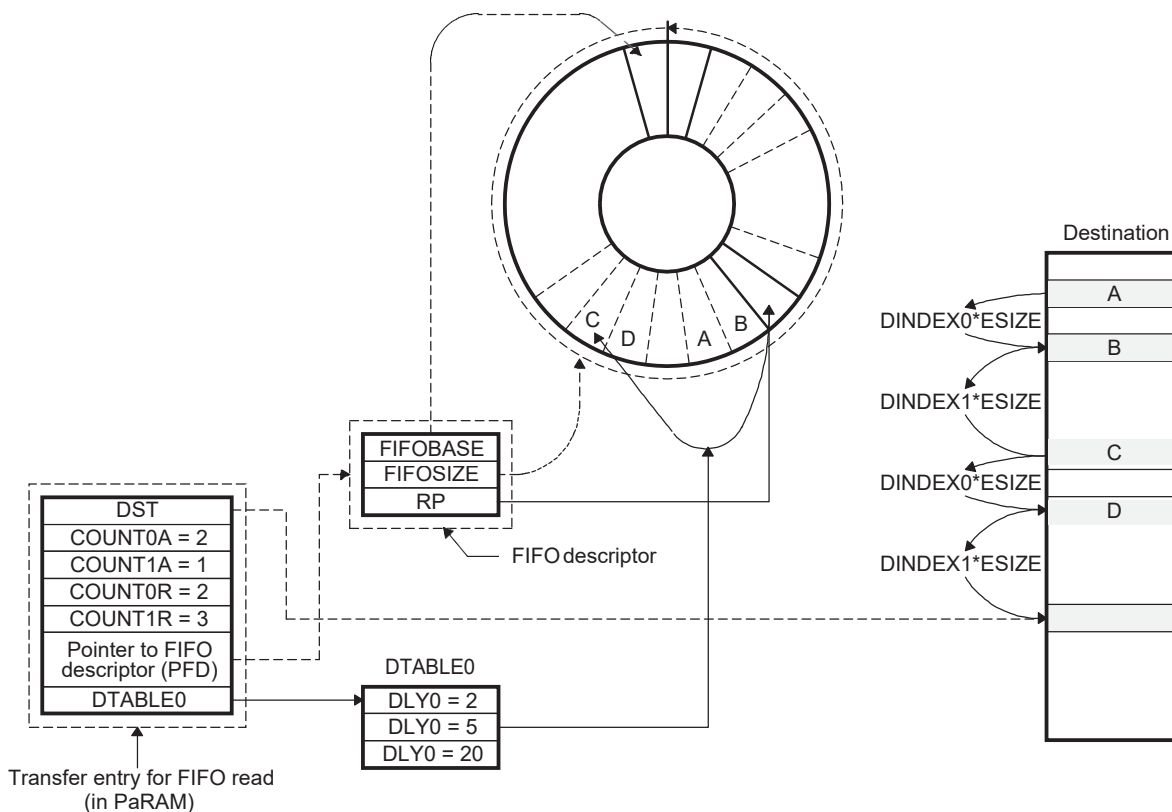 C
D
A
B
Destination
A
DINDEX0*ESIZE
B
DINDEX1*ESIZE
C
DINDEX0*ESIZE
D
DINDEX1*ESIZE
FIFOBASE
FIFOSIZE
RP
FIFO descriptor
DST
COUNT0A = 2
COUNT1A = 1
COUNT0R = 2
COUNT1R = 3
Pointer to FIFO
descriptor (PFD)
DTABLE0
DTABLE0
DLY0 = 2
DLY0 = 5
DLY0 = 20
Transfer entry for FIFO read
(in PaRAM)